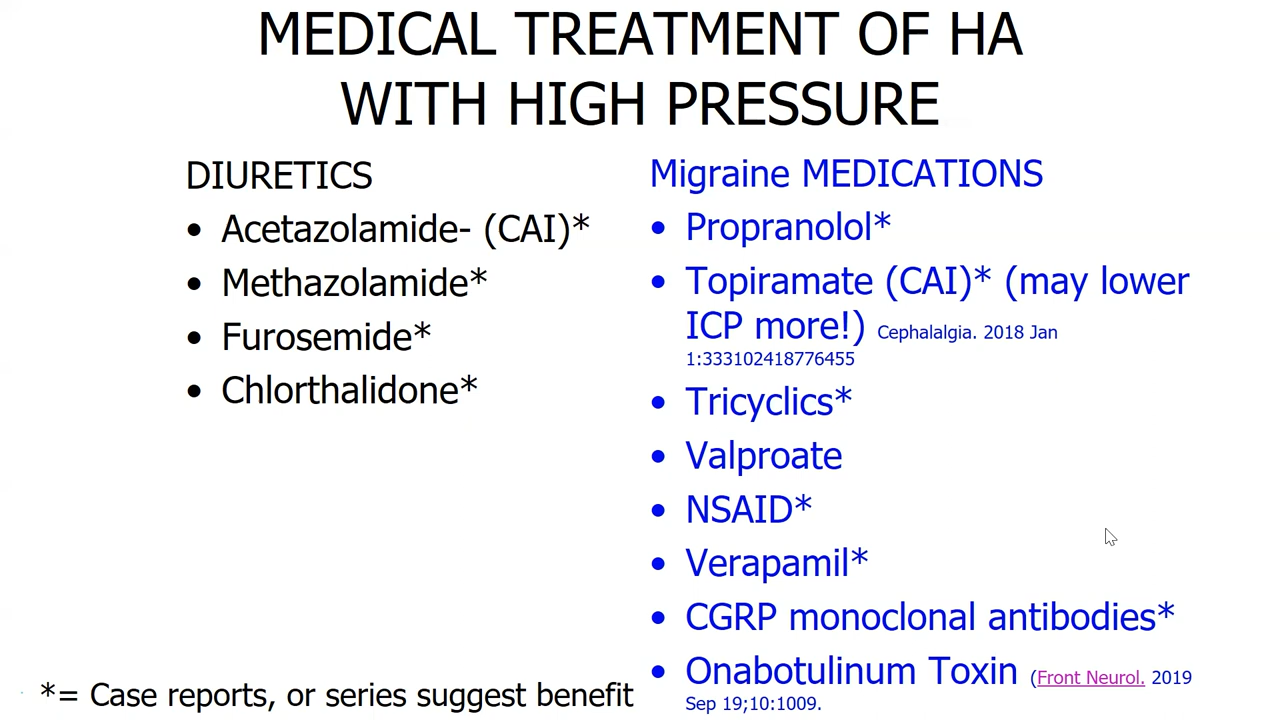 MEDICAL TREATMENT OF HA
WITH HIGH PRESSURE
DIURETICS
• Acetazolamide- (CAI)*
• Methazolamide*
• Furosemide*
• Chlorthalidone*
Migraine MEDICATIONS
• Propranolol*
• Topiramate (CAI)* (may lower
ICP more!) Cephalalgia. 2018 Jan
1:333102418776455
• Tricyclics*
• Valproate
• NSAID*
• Verapamil*
• CGRP monoclonal antibodies*
• Onabotulinum Toxin (Front Neurol. 2019
Sep 19;10:1009.
*= Case reports, or series suggest benefit